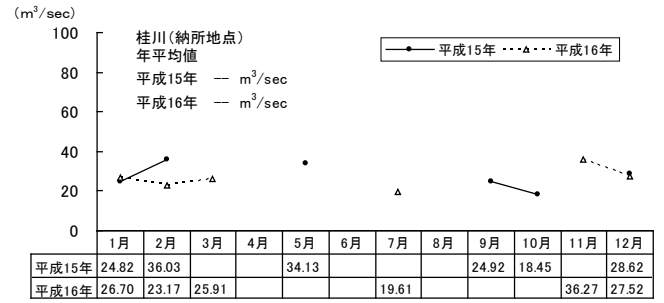 (m³/sec)
100
80
60
40
20
0
桂川(納所地点)
年平均値
平成15年 -- m³/sec
平成16年 -- m³/sec
平成15年 平成16年
1月 2月 3月 4月 5月 6月 7月 8月 9月 10月 11月 12月
平成15年 24.82 36.03 34.13 24.92 18.45 28.62
平成16年 26.70 23.17 25.91 19.61 36.27 27.52